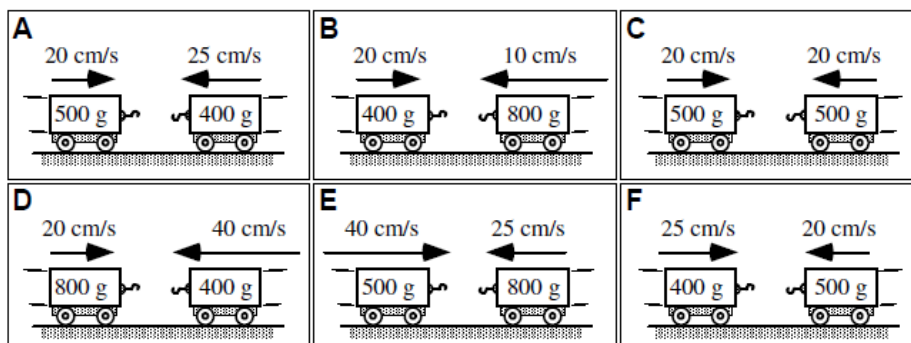 A
20 cm/s 25 cm/s
500 g 400 g
B
20 cm/s 10 cm/s
400 g 800 g
C
20 cm/s 20 cm/s
500 g 500 g
D
20 cm/s 40 cm/s
800 g 400 g
E
40 cm/s 25 cm/s
500 g 800 g
F
25 cm/s 20 cm/s
400 g 500 g